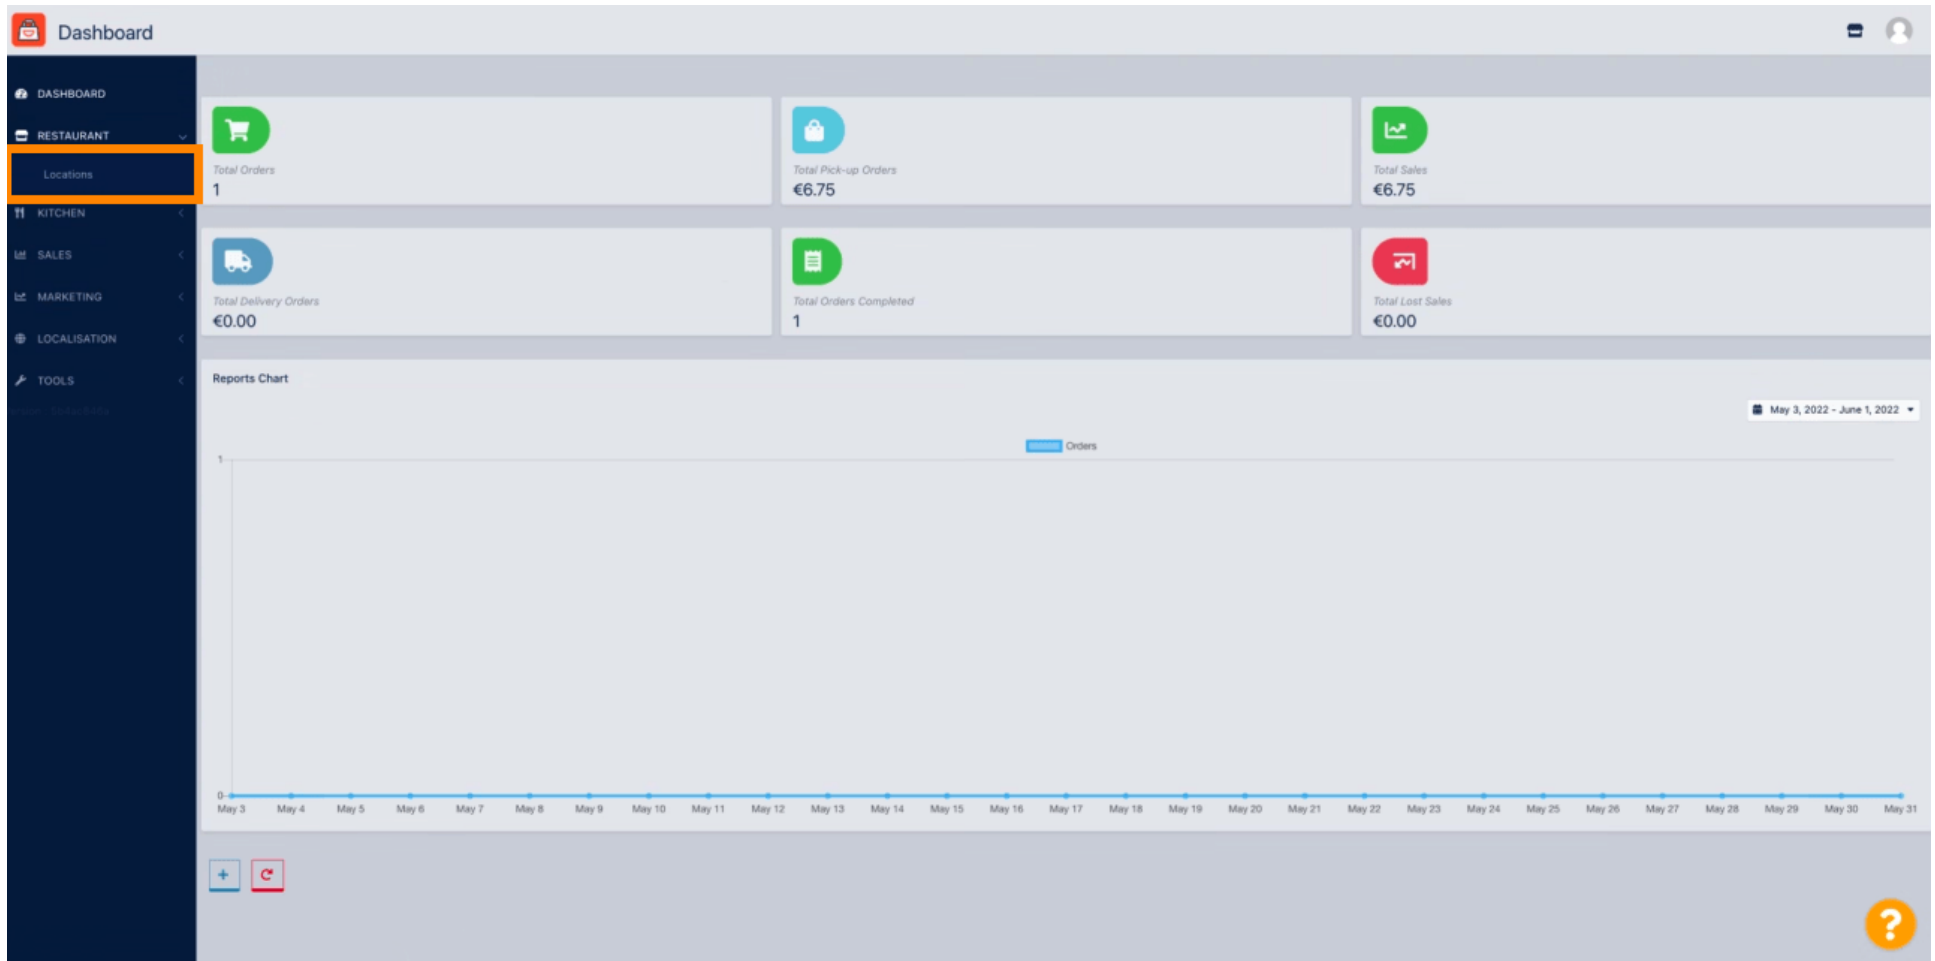 Dashboard
DASHBOARD
RESTAURANT
Locations
KITCHEN
SALES
MARKETING
LOCALISATION
TOOLS
Total Orders
1
Total Pick-up Orders
€6.75
Total Sales
€6.75
Total Delivery Orders
€0.00
Total Orders Completed
1
Total Lost Sales
€0.00
Reports Chart
May 3, 2022 - June 1, 2022
Orders
1
0
May 3 May 4 May 5 May 6 May 7 May 8 May 9 May 10 May 11 May 12 May 13 May 14 May 15 May 16 May 17 May 18 May 19 May 20 May 21 May 22 May 23 May 24 May 25 May 26 May 27 May 28 May 29 May 30 May 31
+
?